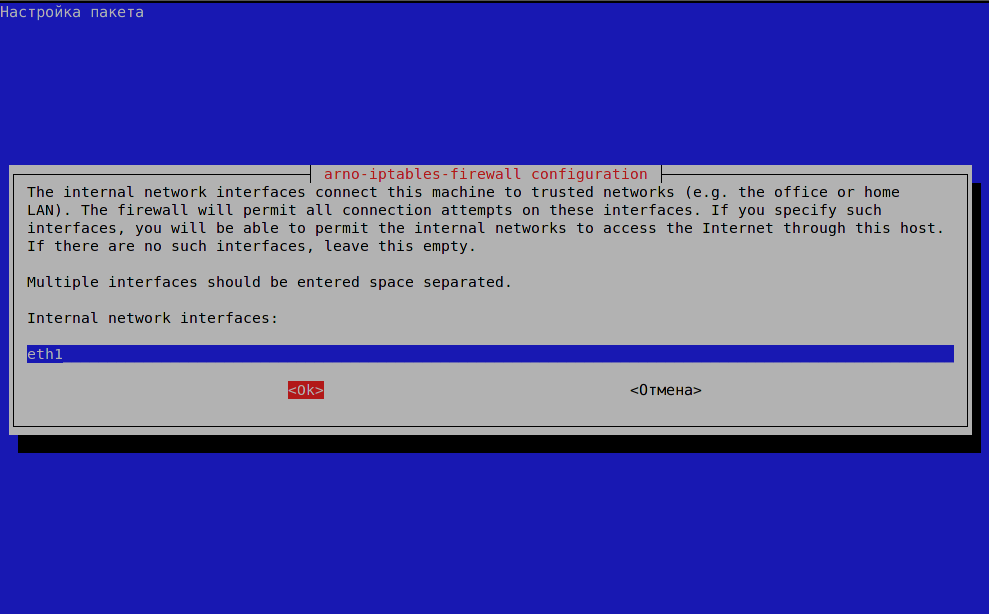 Настройка пакета
arno-iptables-firewall configuration
The internal network interfaces connect this machine to trusted networks (e.g. the office or home
LAN). The firewall will permit all connection attempts on these interfaces. If you specify such
interfaces, you will be able to permit the internal networks to access the Internet through this host.
If there are no such interfaces, leave this empty.
Multiple interfaces should be entered space separated.
Internal network interfaces:
eth1
<Ok> <Отмена>